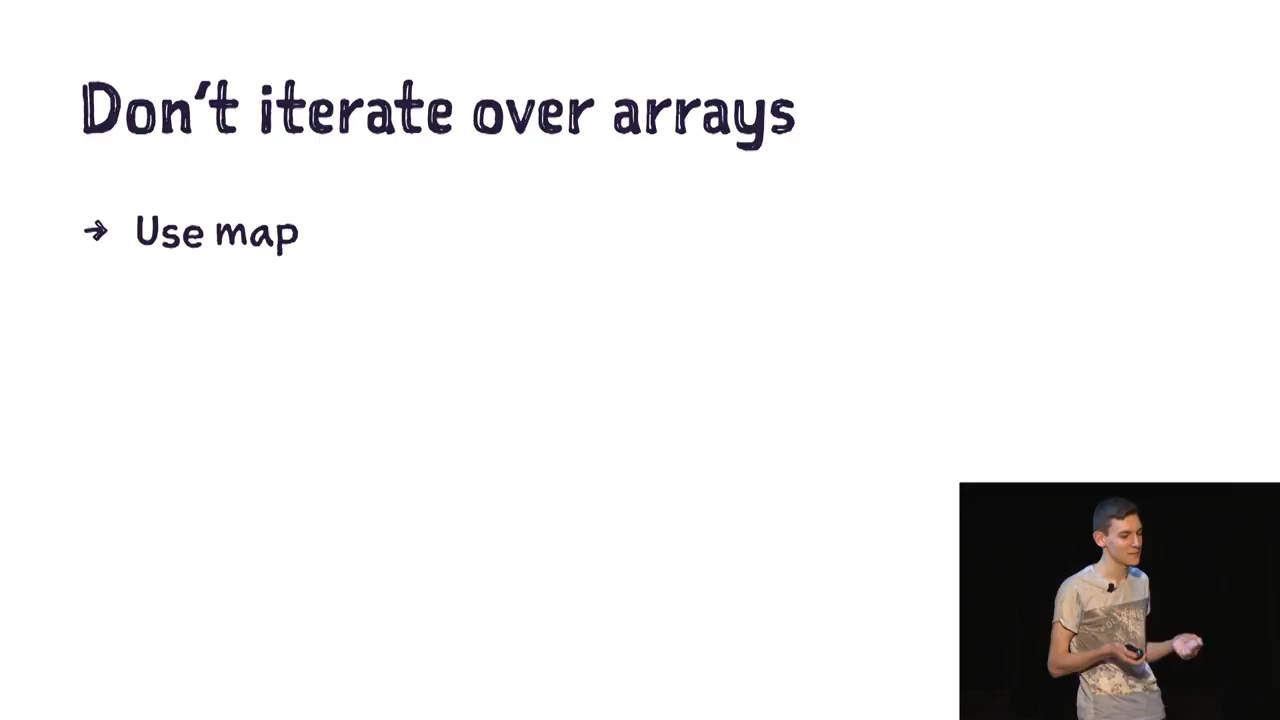 Don't iterate over arrays
→ Use map